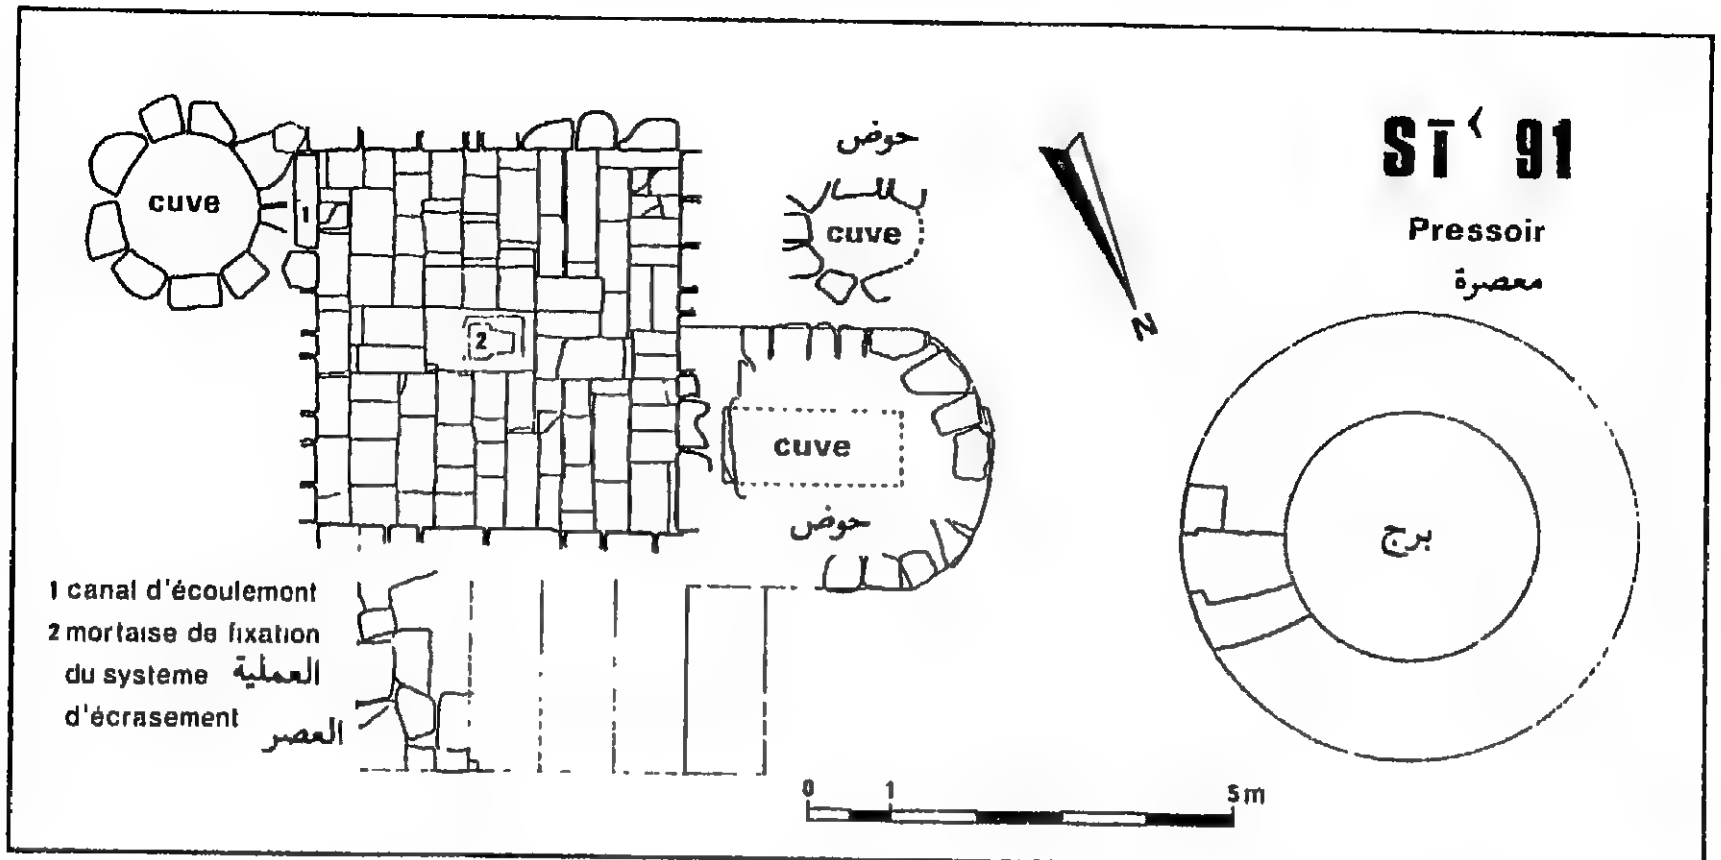 Sī ʿ 91
Pressoir
معصرة
cuve
1
حوض
cuve
N
2
cuve
حوض
برج
1 canal d'écoulemont
2 mortaise de fixation
du systeme العملية
d'écrasement
العصر
0 1 5m